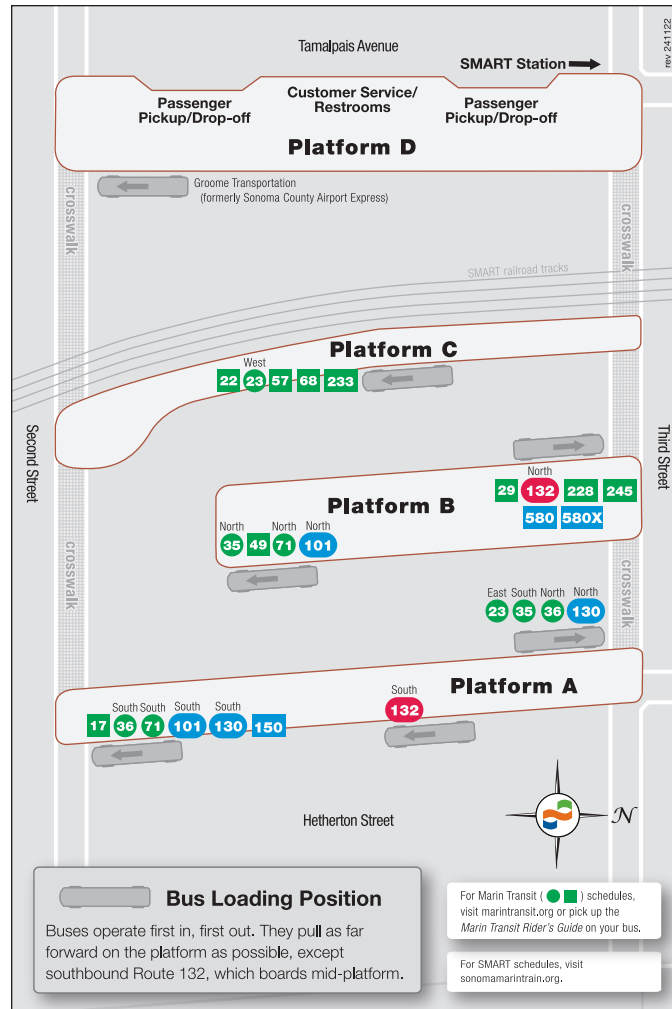 rev 241122
Tamalpais Avenue
SMART Station
Passenger
Pickup/Drop-off
Customer Service/
Restrooms
Passenger
Pickup/Drop-off
Platform D
Groome Transportation
(formerly Sonoma County Airport Express)
crosswalk
crosswalk
SMART railroad tracks
Platform C
West
22 23 57 68 233
Second Street
Third Street
North
29 132 228 245
580 580X
Platform B
North North North
35 49 71 101
crosswalk
crosswalk
East South North North
23 35 36 130
Platform A
South South South South
17 36 71 101 130 150
South
132
Hetherton Street
N
Bus Loading Position
Buses operate first in, first out. They pull as far
forward on the platform as possible, except
southbound Route 132, which boards mid-platform.
For Marin Transit ( ) schedules,
visit marintransit.org or pick up the
Marin Transit Rider's Guide on your bus.
For SMART schedules, visit
sonomamarintrain.org.